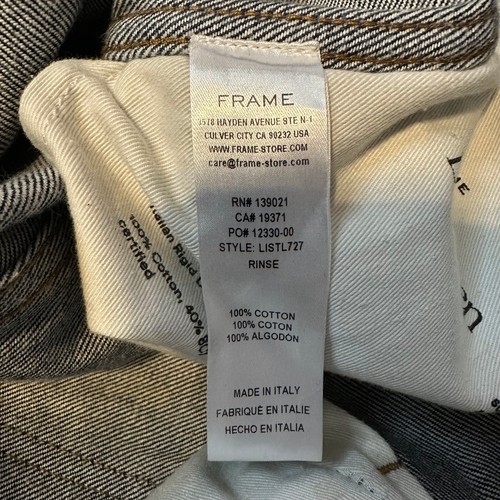 FRAME
3578 HAYDEN AVENUE STE N-1
CULVER CITY CA 90232 USA
WWW.FRAME-STORE.COM
care@frame-store.com
RN# 139021
CA# 19371
PO# 12330-00
STYLE: LISTL727
RINSE
100% COTTON
100% COTON
100% ALGODÓN
MADE IN ITALY
FABRIQUÉ EN ITALIE
HECHO EN ITALIA
Italian Rigid
100% Cotton, 40%
certified